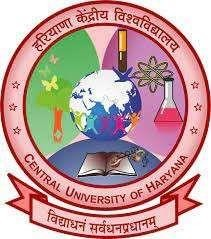 हरियाणा केंद्रीय विश्वविद्यालय
CENTRAL UNIVERSITY OF HARYANA
विद्याधनं सर्वधनप्रधानम्